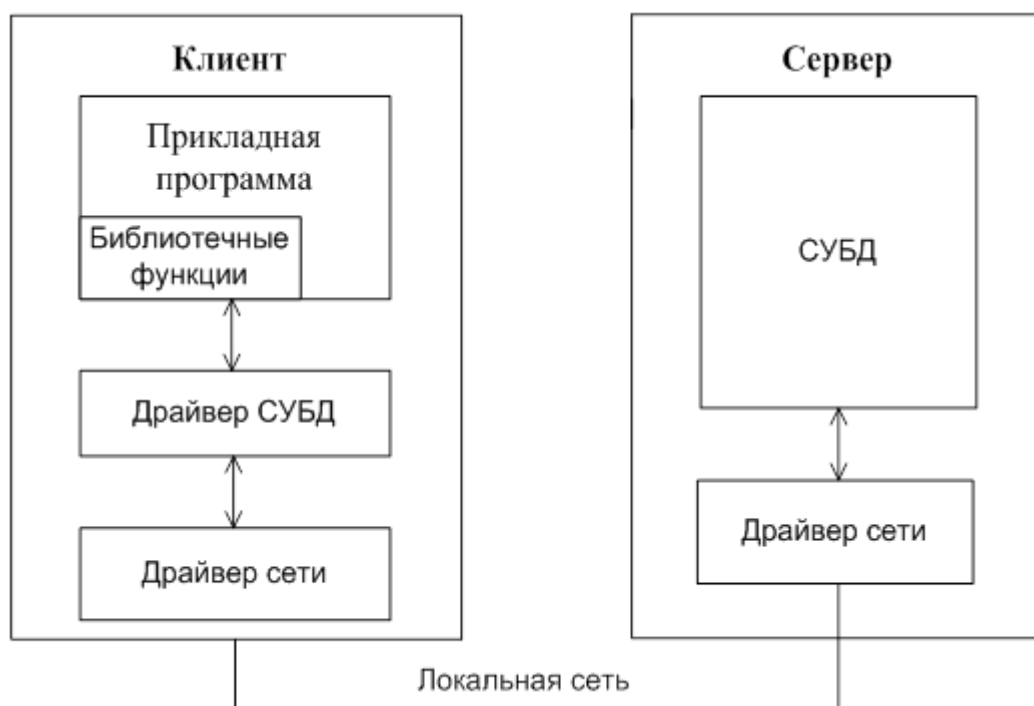 Клиент
Прикладная
программа
Библиотечные
функции
Драйвер СУБД
Драйвер сети
Сервер
СУБД
Драйвер сети
Локальная сеть